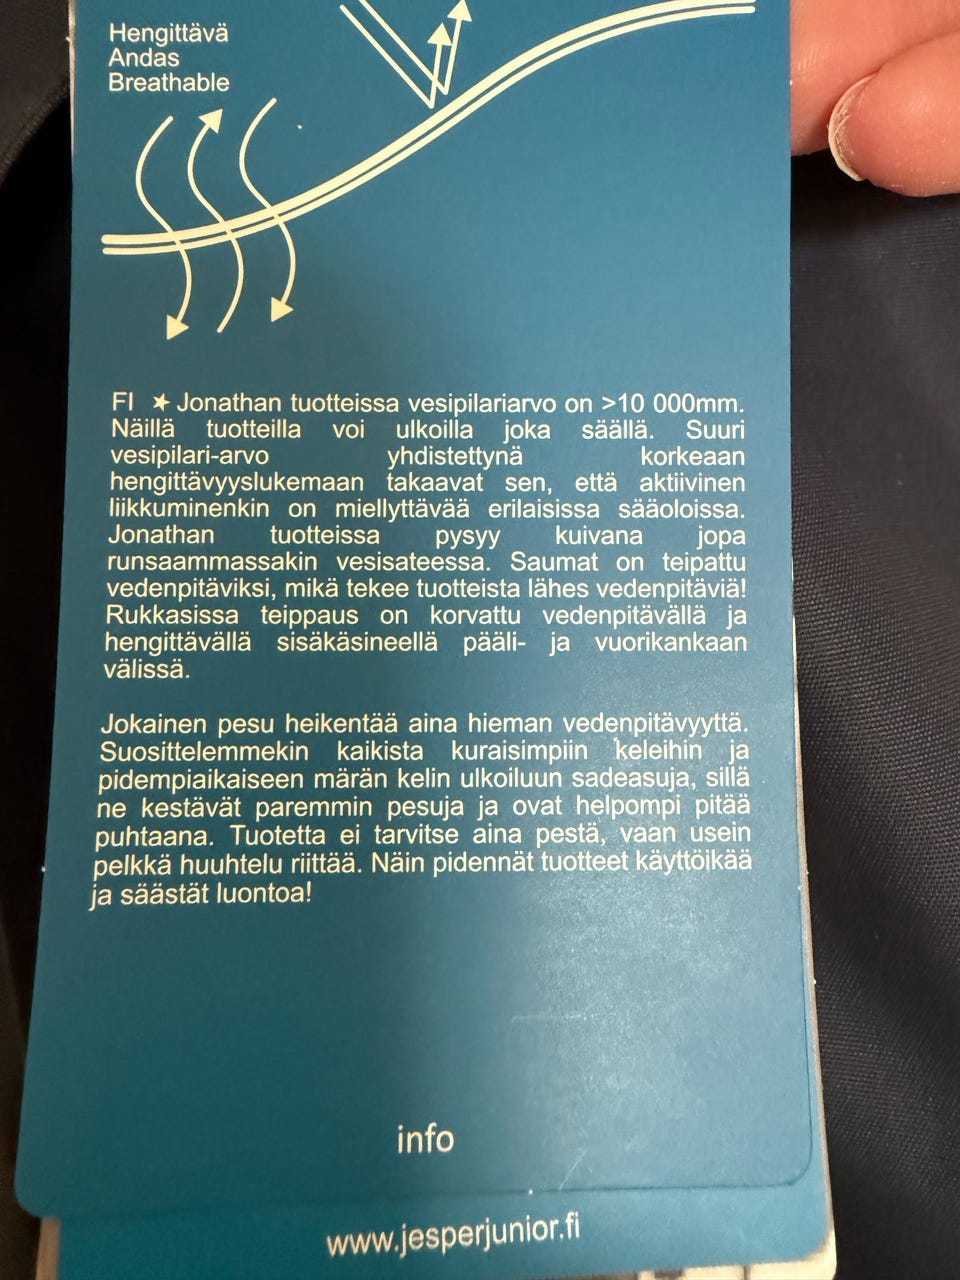 Hengittävä
Andas
Breathable
FI ★ Jonathan tuotteissa vesipilariarvo on >10 000mm.
Näillä tuotteilla voi ulkoilla joka säällä. Suuri
vesipilari-arvo yhdistettynä korkeaan
hengittävyyslukemaan takaavat sen, että aktiivinen
liikkuminenkin on miellyttävää erilaisissa sääoloissa.
Jonathan tuotteissa pysyy kuivana jopa
runsaammassakin vesisateessa. Saumat on teipattu
vedenpitäviksi, mikä tekee tuotteista lähes vedenpitäviä!
Rukkasissa teippaus on korvattu vedenpitävällä ja
hengittävällä sisäkäsineellä pääli- ja vuorikankaan
välissä.
Jokainen pesu heikentää aina hieman vedenpitävyyttä.
Suosittelemmekin kaikista kuraisimpiin keleihin ja
pidempiaikaiseen märän kelin ulkoiluun sadeasuja, sillä
ne kestävät paremmin pesuja ja ovat helpompi pitää
puhtaana. Tuotetta ei tarvitse aina pestä, vaan usein
pelkkä huuhtelu riittää. Näin pidennät tuotteet käyttöikää
ja säästät luontoa!
info
www.jesperjunior.fi